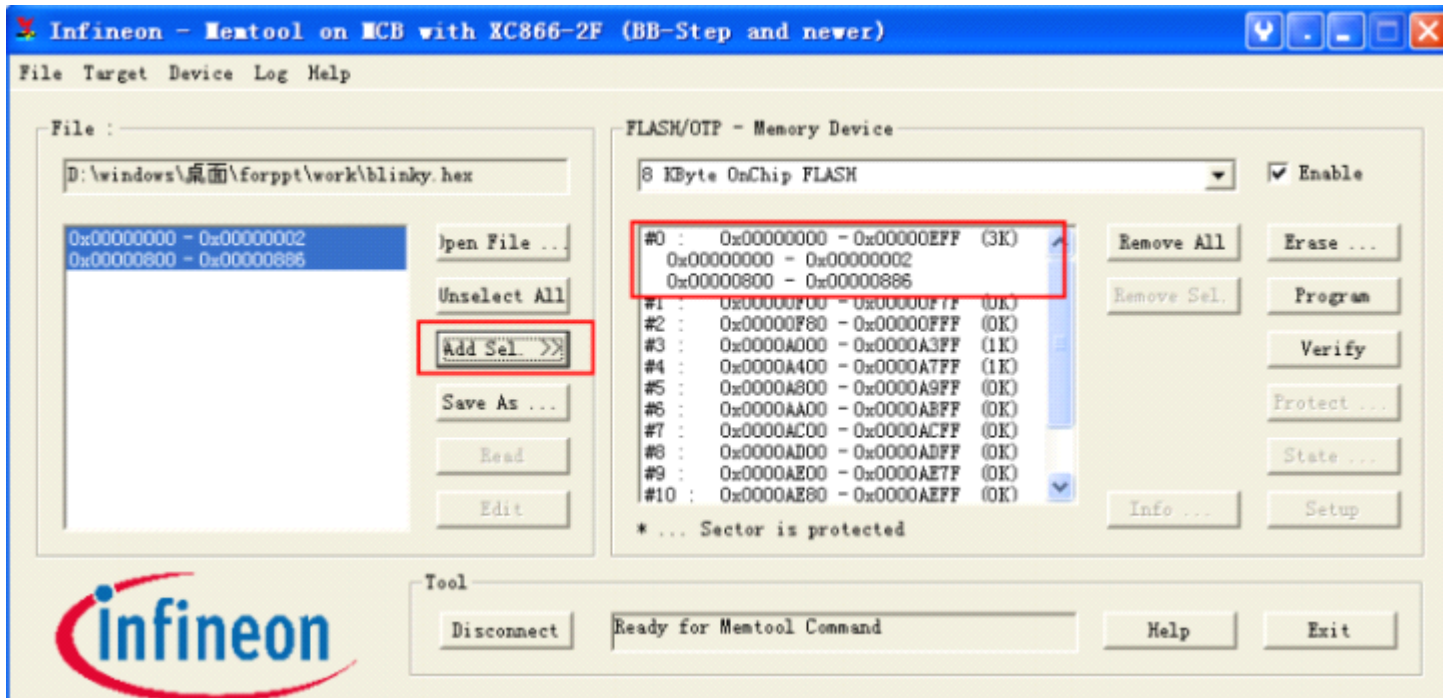 Infineon - Memtool on MCB with XC866-2F (BB-Step and newer)
File Target Device Log Help
File :
D:\windows\桌面\forppt\work\blinky.hex
0x00000000 - 0x00000002
0x00000800 - 0x00000886
Open File ...
Unselect All
Add Sel. >>
Save As ...
Read
Edit
FLASH/OTP - Memory Device
8 KByte OnChip FLASH
Enable
#0 : 0x00000000 - 0x00000EFF (3K)
0x00000000 - 0x00000002
0x00000800 - 0x00000886
#1 : 0x00000F00 - 0x00000F7F (0K)
#2 : 0x00000F80 - 0x00000FFF (0K)
#3 : 0x0000A000 - 0x0000A3FF (1K)
#4 : 0x0000A400 - 0x0000A7FF (1K)
#5 : 0x0000A800 - 0x0000A9FF (0K)
#6 : 0x0000AA00 - 0x0000ABFF (0K)
#7 : 0x0000AC00 - 0x0000ACFF (0K)
#8 : 0x0000AD00 - 0x0000ADFF (0K)
#9 : 0x0000AE00 - 0x0000AE7F (0K)
#10 : 0x0000AE80 - 0x0000AEFF (0K)
* ... Sector is protected
Remove All
Remove Sel.
Info ...
Erase ...
Program
Verify
Protect ...
State ...
Setup
infineon
Tool
Disconnect
Ready for Memtool Command
Help
Exit